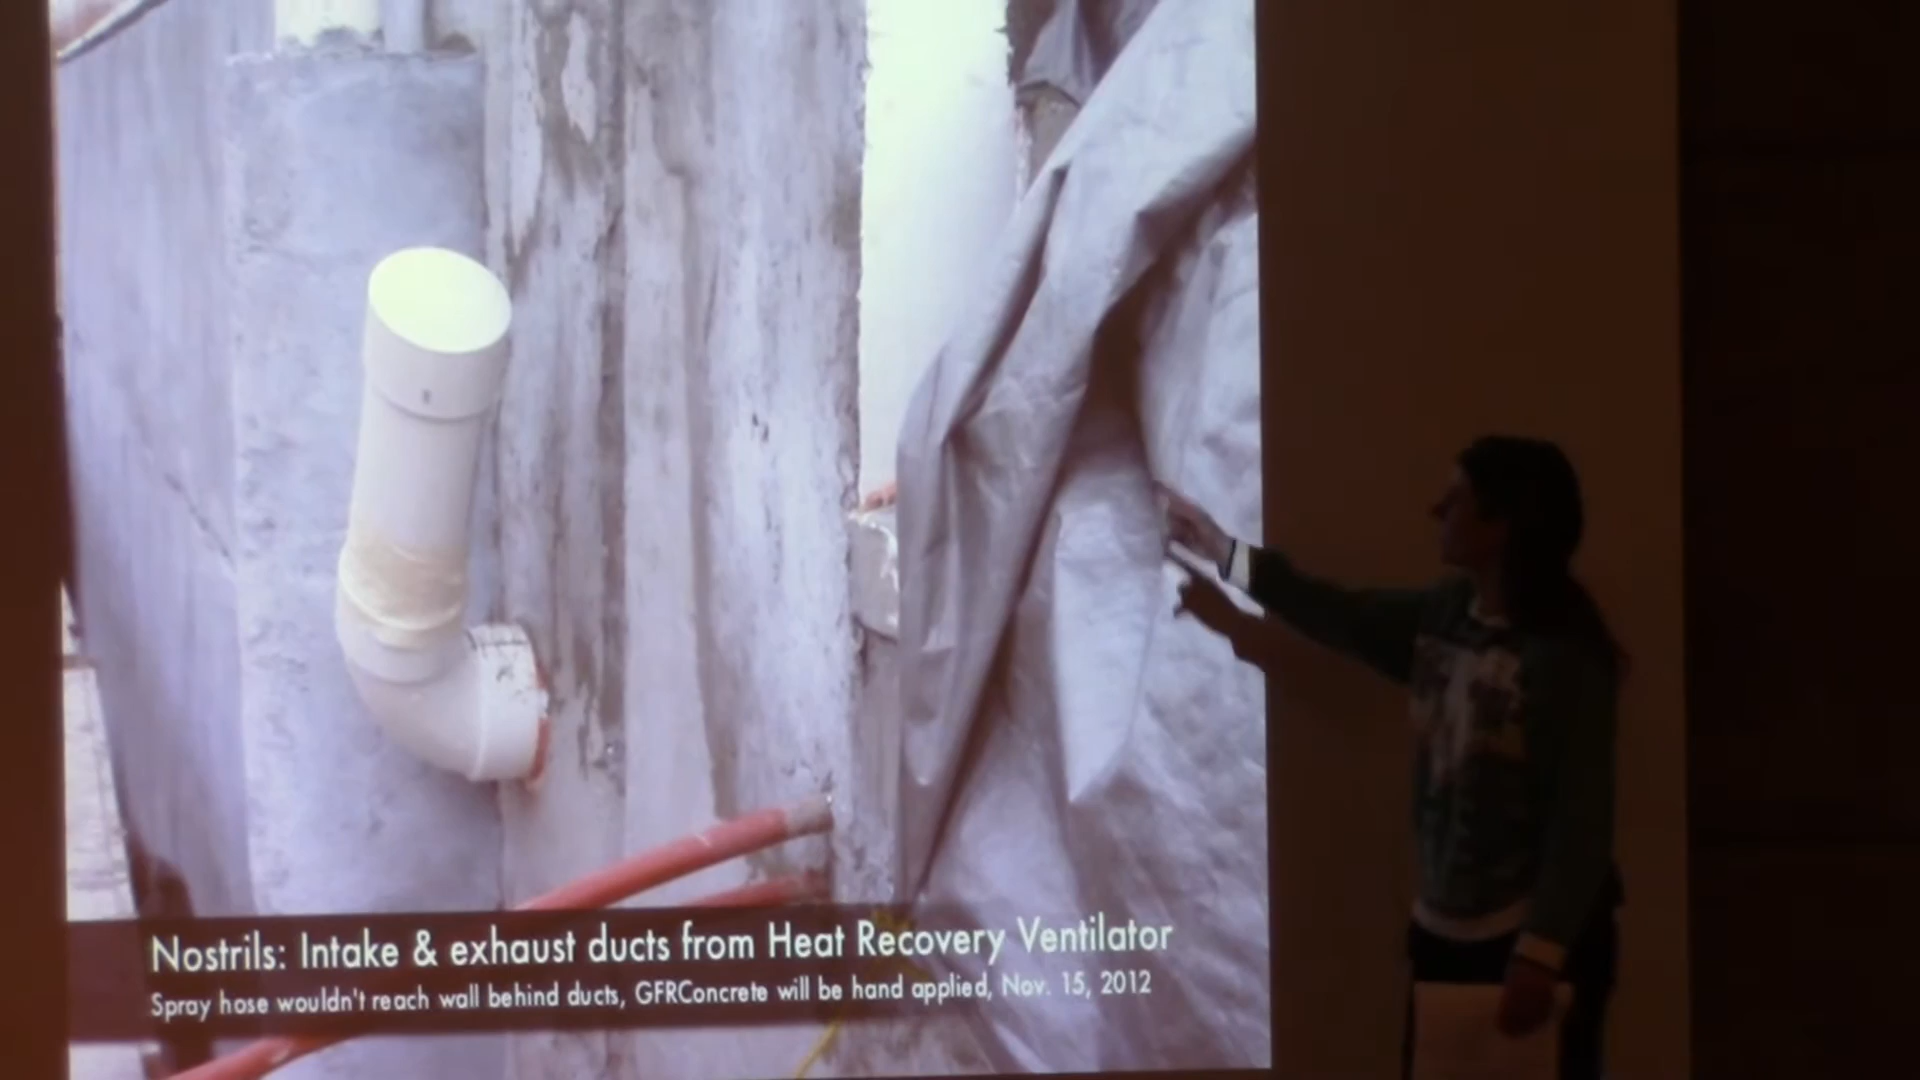 Nostrils: Intake & exhaust ducts from Heat Recovery Ventilator
Spray hose wouldn't reach wall behind ducts, GFRConcrete will be hand applied, Nov. 15, 2012